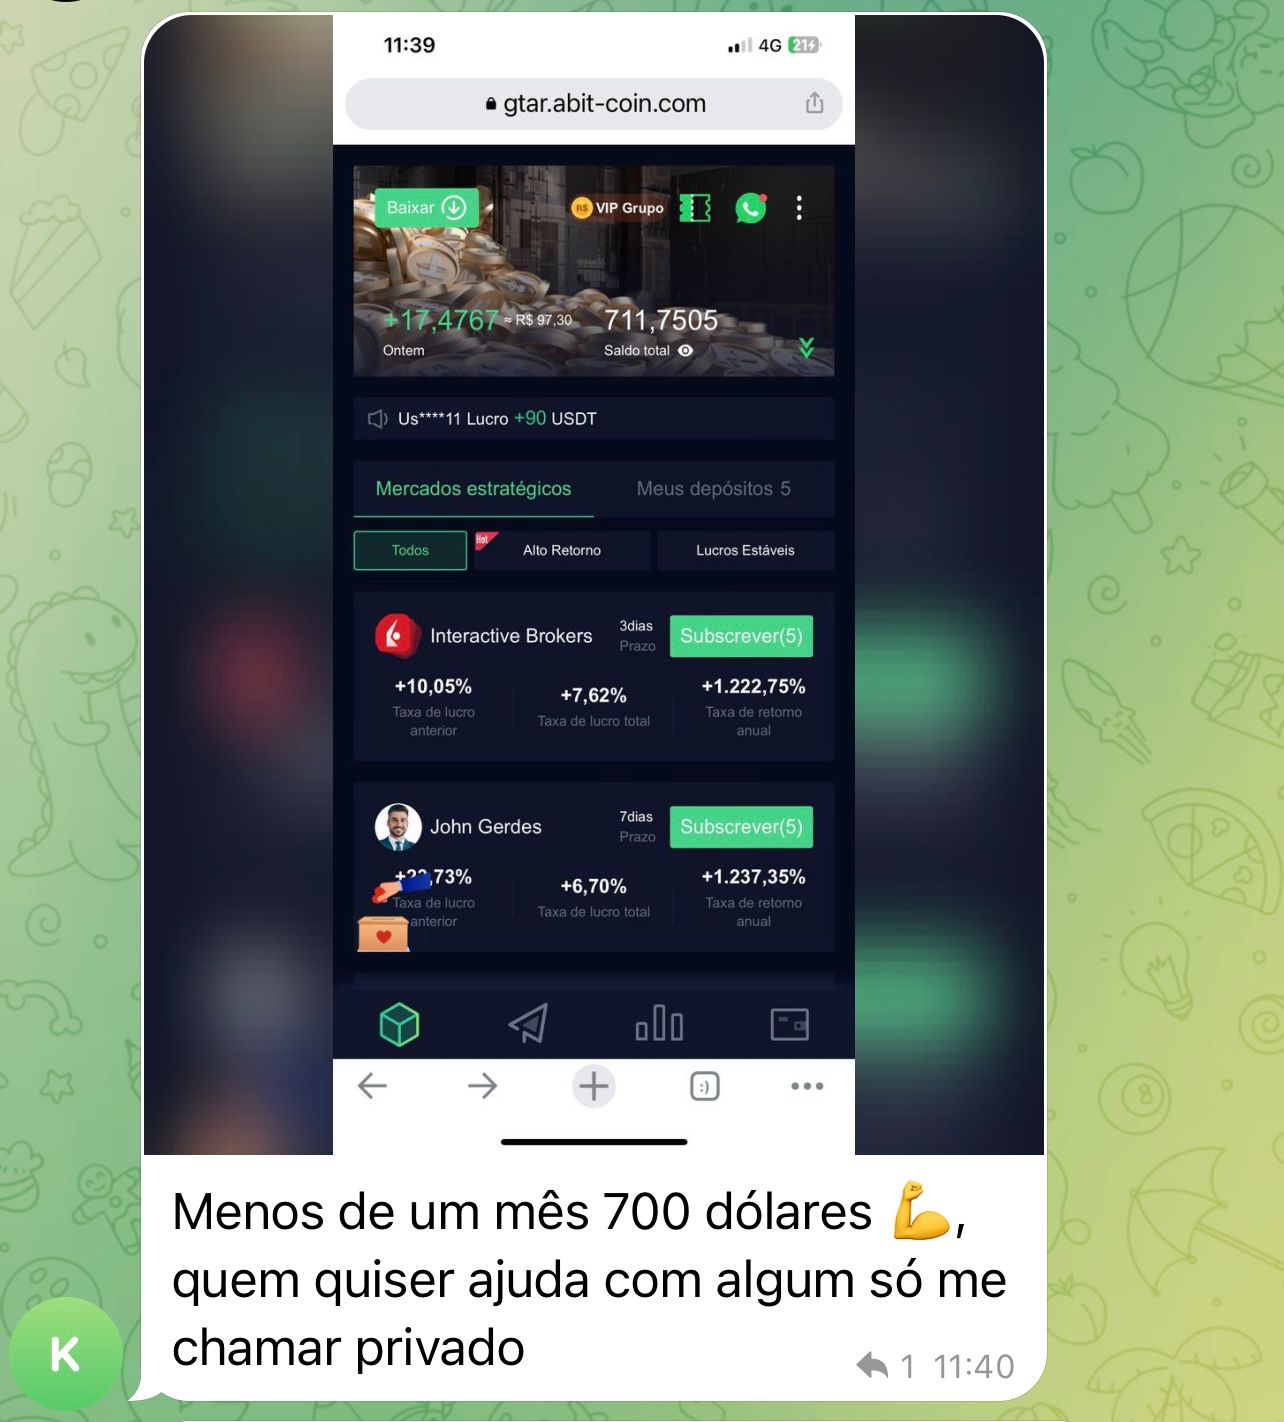 11:39
4G 21
gtar.abit-coin.com
Baixar
R$ VIP Grupo
+17,4767 ≈ R$ 97,30 711,7505
Ontem Saldo total
Us****11 Lucro +90 USDT
Mercados estratégicos Meus depósitos 5
Todos Hot Alto Retorno Lucros Estáveis
Interactive Brokers 3dias Prazo Subscrever(5)
+10,05% +7,62% +1.222,75%
Taxa de lucro anterior Taxa de lucro total Taxa de retorno anual
John Gerdes 7dias Prazo Subscrever(5)
,73% +6,70% +1.237,35%
Taxa de lucro anterior Taxa de lucro total Taxa de retorno anual
:)
Menos de um mês 700 dólares 💪,
quem quiser ajuda com algum só me
chamar privado
1 11:40
K